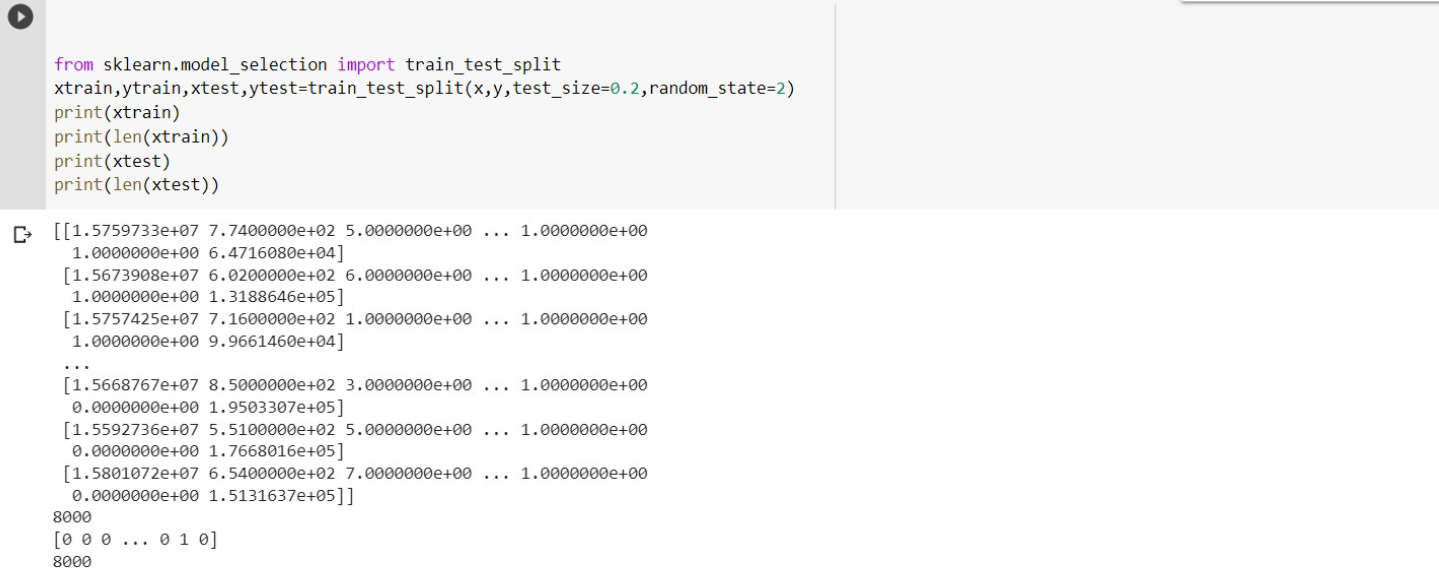 from sklearn.model_selection import train_test_split
xtrain,ytrain,xtest,ytest=train_test_split(x,y,test_size=0.2,random_state=2)
print(xtrain)
print(len(xtrain))
print(xtest)
print(len(xtest))
[[1.5759733e+07 7.7400000e+02 5.0000000e+00 ... 1.0000000e+00
1.0000000e+00 6.4716080e+04]
[1.5673908e+07 6.0200000e+02 6.0000000e+00 ... 1.0000000e+00
1.0000000e+00 1.3188646e+05]
[1.5757425e+07 7.1600000e+02 1.0000000e+00 ... 1.0000000e+00
1.0000000e+00 9.9661460e+04]
...
[1.5668767e+07 8.5000000e+02 3.0000000e+00 ... 1.0000000e+00
0.0000000e+00 1.9503307e+05]
[1.5592736e+07 5.5100000e+02 5.0000000e+00 ... 1.0000000e+00
0.0000000e+00 1.7668016e+05]
[1.5801072e+07 6.5400000e+02 7.0000000e+00 ... 1.0000000e+00
0.0000000e+00 1.5131637e+05]]
8000
[0 0 0 ... 0 1 0]
8000